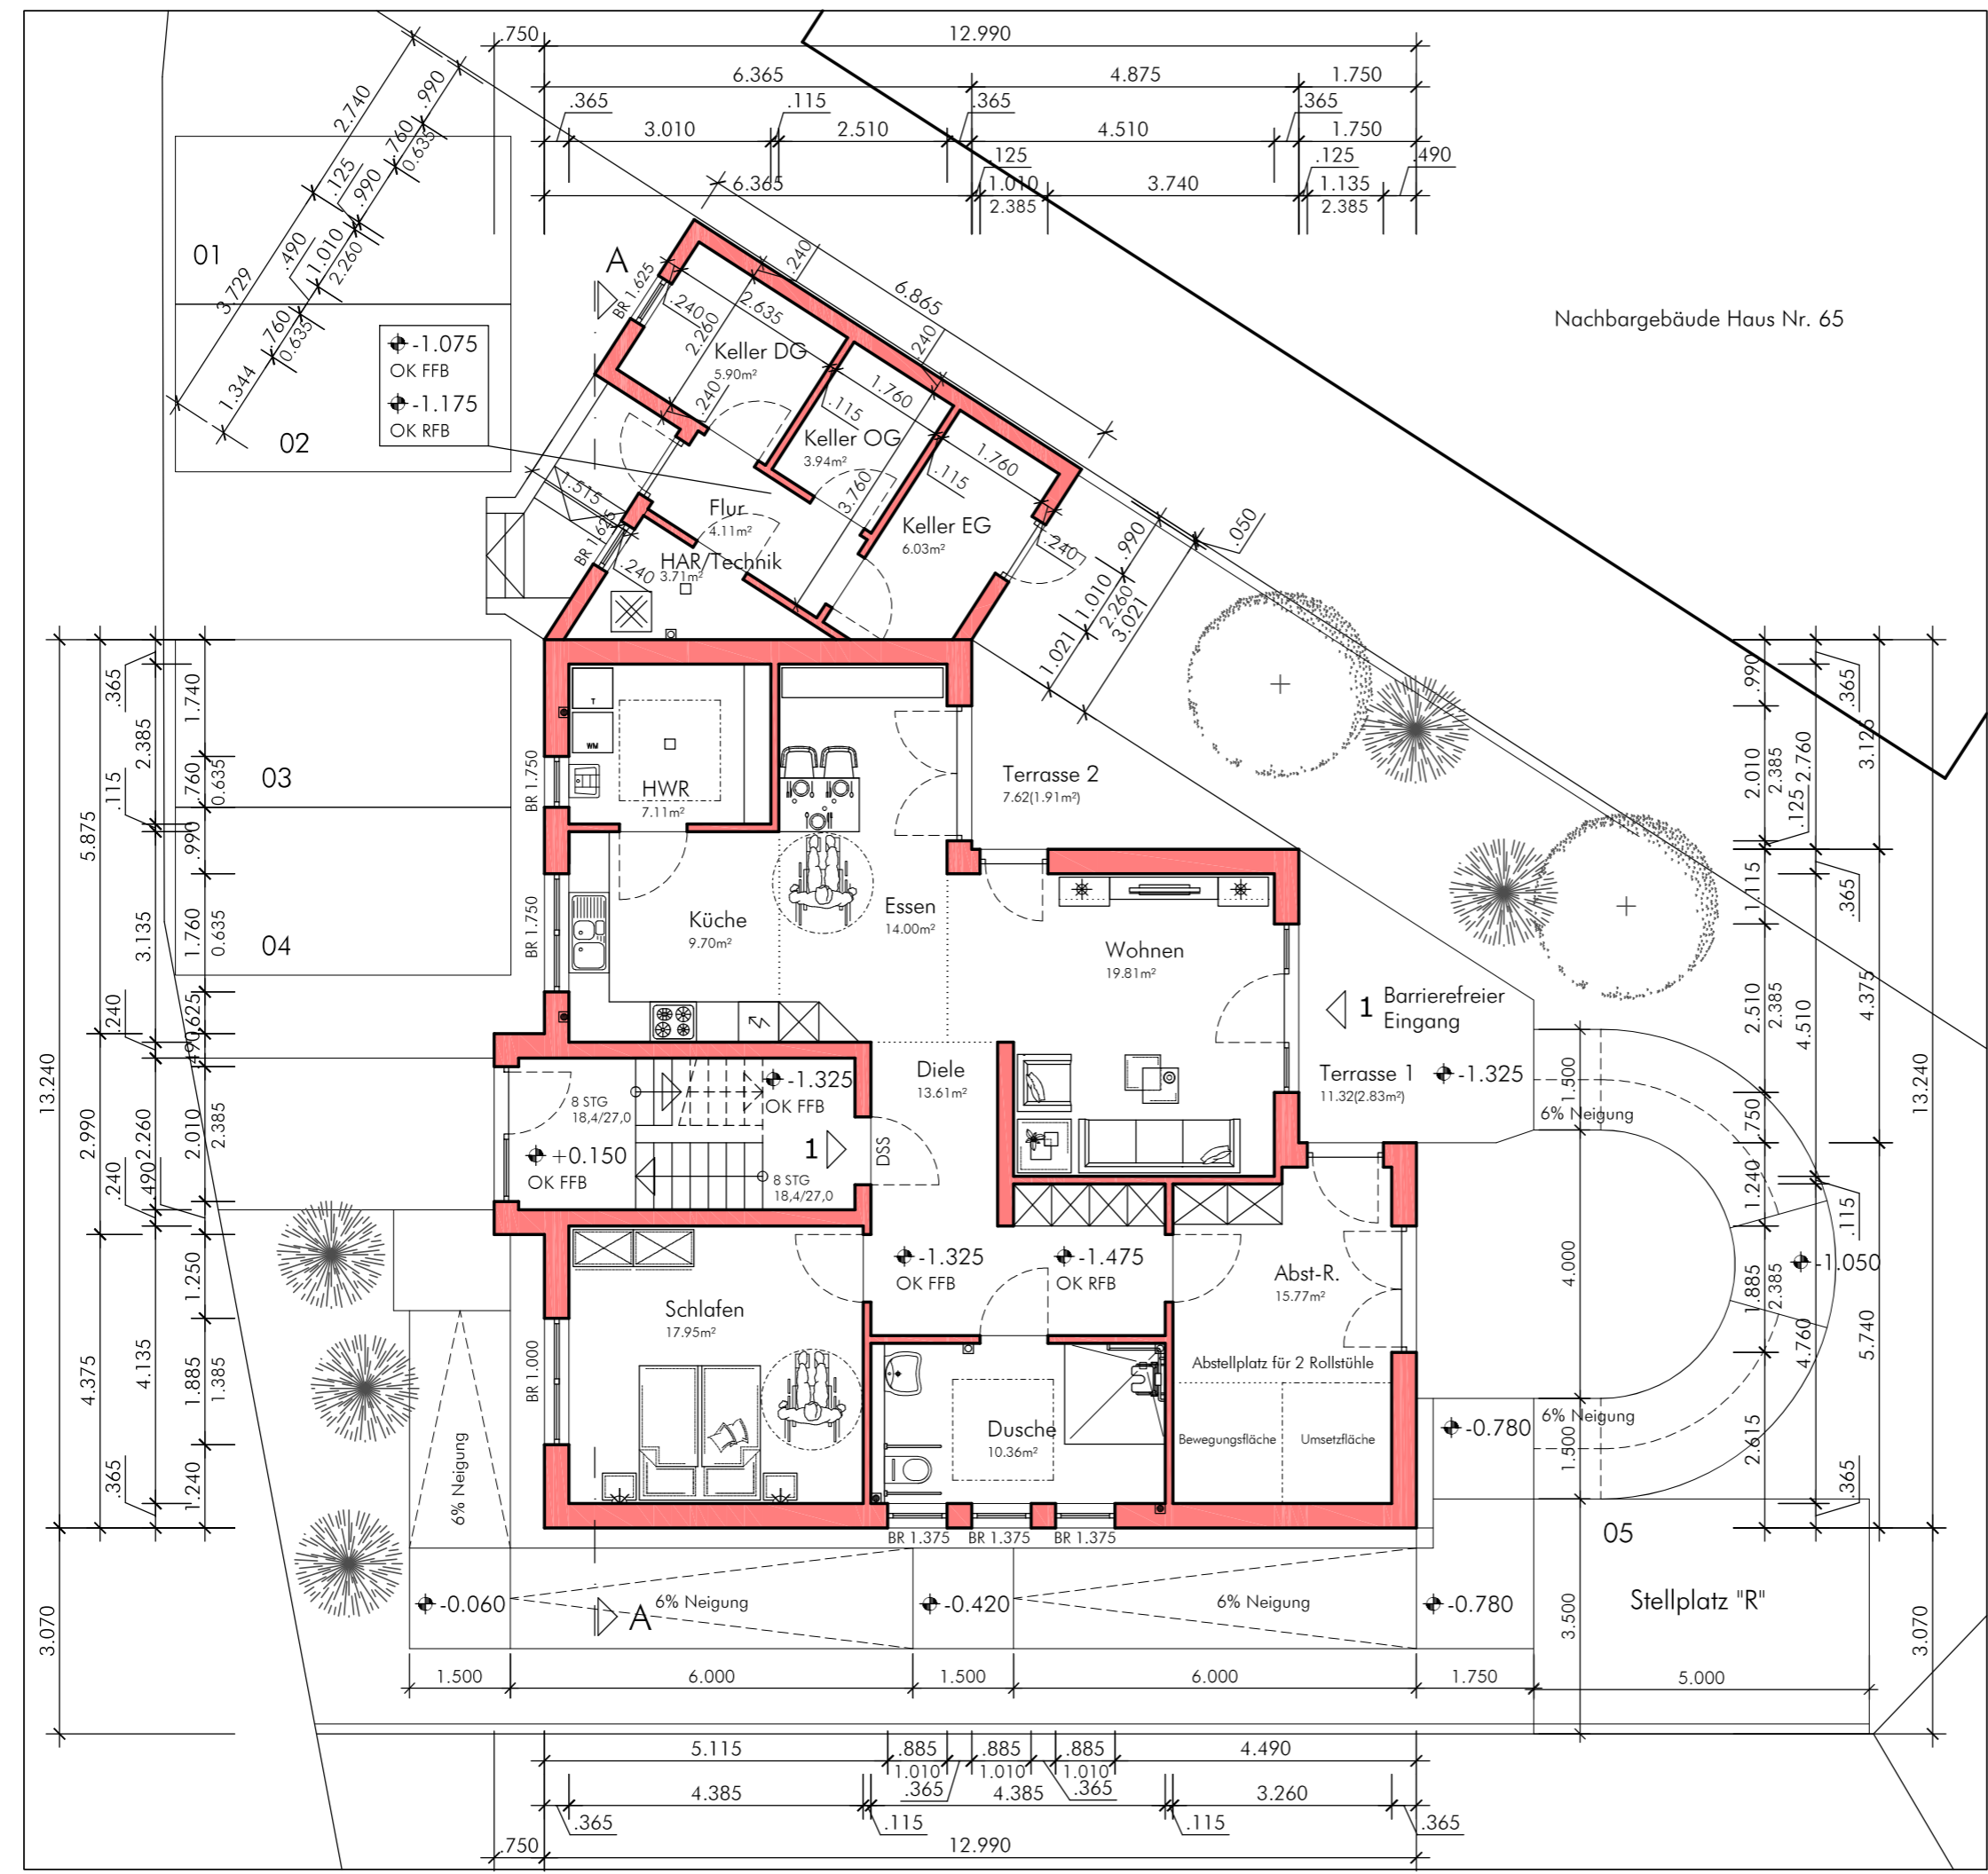 .750
12.990
6.365
4.875
1.750
.365
.115
.365
.365
3.010
2.510
4.510
1.750
.125
.125
.490
6.365
1.010
2.385
3.740
1.135
2.385
2.740
.990
.760
0.635
.125
.990
.490
1.010
2.260
3.729
.760
0.635
1.344
01
02
-1.075
OK FFB
-1.175
OK RFB
A
BR 1.625
.240
.240
2.635
2.260
6.865
.240
Keller DG
5.90m²
.240
1.760
.115
Keller OG
3.94m²
1.760
.115
3.760
Keller EG
6.03m²
.240
1.515
Flur
4.11m²
BR 1.625
HAR/Technik
3.71m²
.240
.990
.050
1.010
2.260
3.021
1.021
Nachbargebäude Haus Nr. 65
13.240
5.875
2.990
4.375
3.070
.365
2.385
.115
3.135
.240
2.260
.240
.490
4.135
.365
1.740
.760
0.635
.990
1.760
0.635
.625
.490
2.010
2.385
1.250
1.885
1.385
1.240
03
04
BR 1.750
BR 1.750
BR 1.000
T
WM
HWR
7.11m²
Terrasse 2
7.62(1.91m²)
Küche
9.70m²
Essen
14.00m²
Wohnen
19.81m²
1
Barrierefreier
Eingang
Diele
13.61m²
Terrasse 1
11.32(2.83m²)
-1.325
-1.325
OK FFB
8 STG
18,4/27,0
+0.150
OK FFB
1
DSS
8 STG
18,4/27,0
-1.325
OK FFB
-1.475
OK RFB
Abst-R.
15.77m²
Schlafen
17.95m²
Abstellplatz für 2 Rollstühle
Bewegungsfläche
Umsetzfläche
Dusche
10.36m²
BR 1.375
BR 1.375
BR 1.375
6% Neigung
6% Neigung
6% Neigung
6% Neigung
6% Neigung
-0.060
-0.420
-0.780
-0.780
-1.050
A
1.500
4.000
1.500
3.500
.990
2.010
2.385
1.115
2.510
2.385
.750
1.240
1.885
2.385
2.615
.365
2.760
.125
.365
4.510
.115
4.760
.365
3.125
4.375
5.740
13.240
3.070
05
Stellplatz "R"
1.500
6.000
1.500
6.000
1.750
5.000
5.115
.885
1.010
.885
1.010
.885
1.010
4.490
.365
.365
4.385
4.385
3.260
.365
.115
.115
.365
.750
12.990